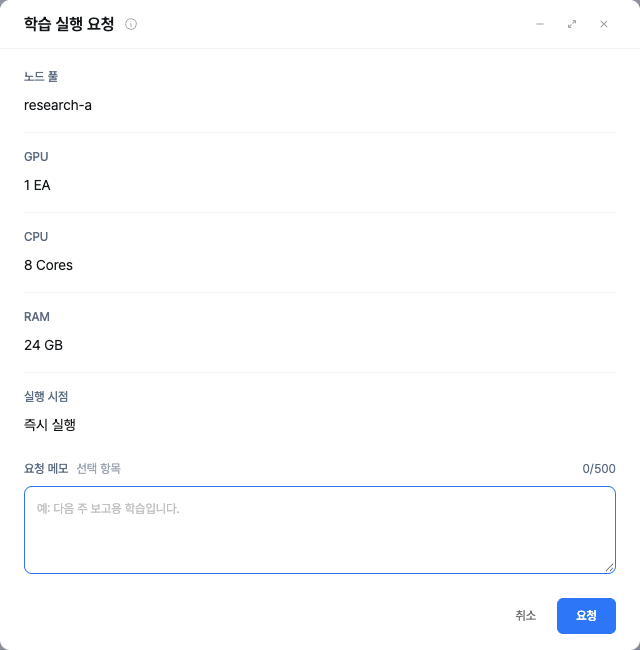 학습 실행 요청
노드 풀
research-a
GPU
1 EA
CPU
8 Cores
RAM
24 GB
실행 시점
즉시 실행
요청 메모 선택 항목 0/500
예: 다음 주 보고용 학습입니다.
취소 요청